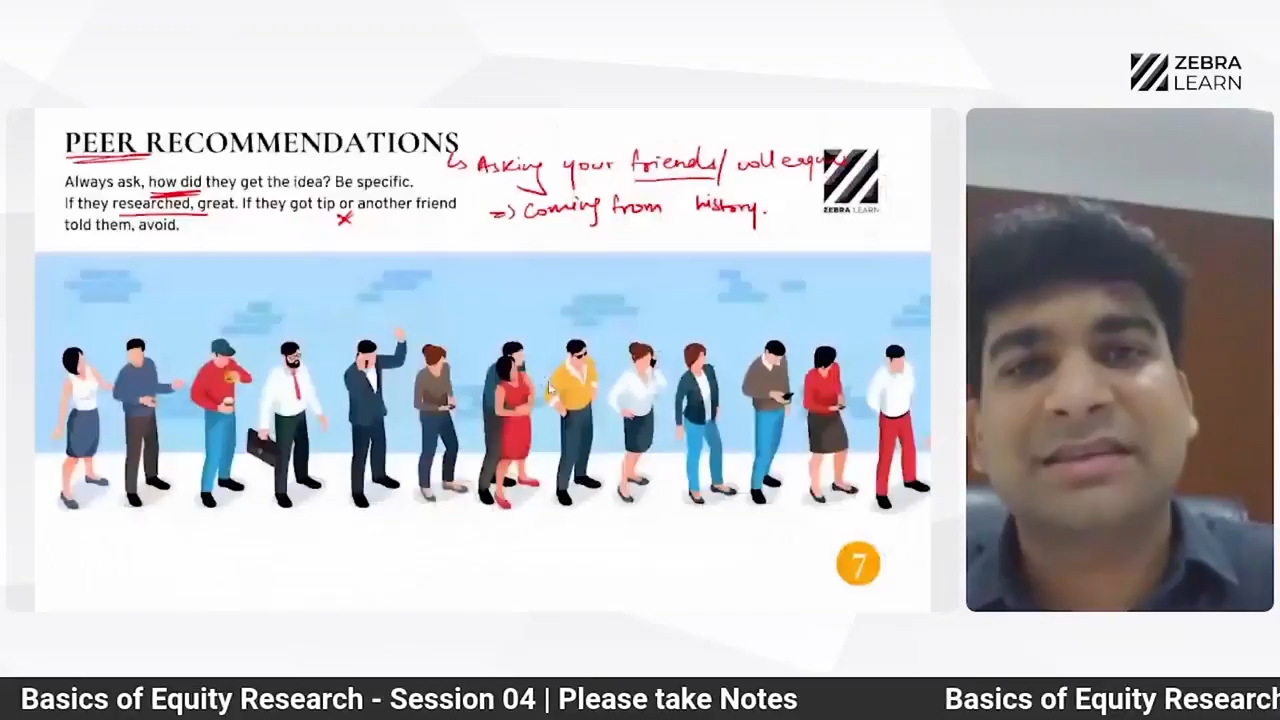 ZEBRA
LEARN
PEER RECOMMENDATIONS
↳ Asking your friends/ colleagues
Always ask, how did they get the idea? Be specific.
If they researched, great. If they got tip or another friend
told them, avoid.
=> Coming from history.
ZEBRA LEARN
7
Basics of Equity Research - Session 04 | Please take Notes
Basics of Equity Research